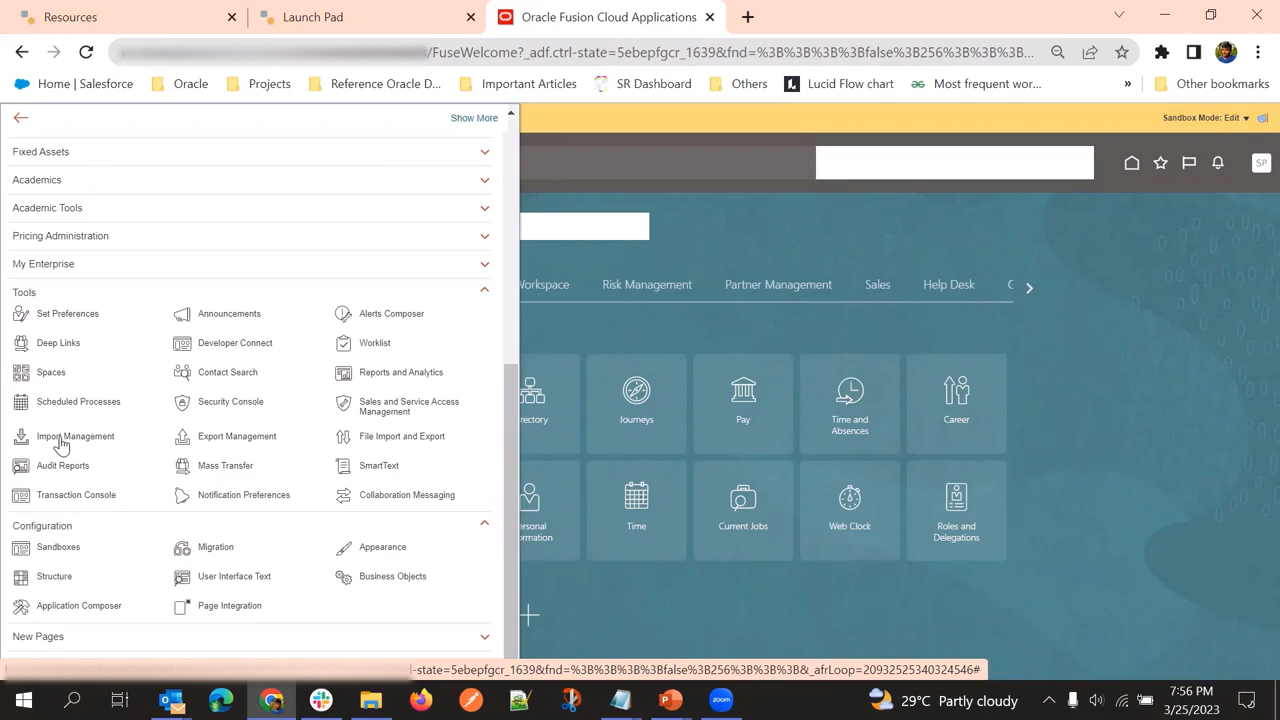 Resources
Launch Pad
Oracle Fusion Cloud Applications
/FuseWelcome?_adf.ctrl-state=5ebepfgcr_1639&fnd=%3B%3B%3B%3Bfalse%3B256%3B%3B%3...
Home | Salesforce
Oracle
Projects
Reference Oracle D...
Important Articles
SR Dashboard
Others
Lucid Flow chart
Most frequent wor...
»
Other bookmarks
Show More
Sandbox Mode: Edit
Fixed Assets
Academics
SP
Academic Tools
Pricing Administration
My Enterprise
Workspace
Risk Management
Partner Management
Sales
Help Desk
Tools
Set Preferences
Announcements
Alerts Composer
Deep Links
Developer Connect
Worklist
Spaces
Contact Search
Reports and Analytics
Scheduled Processes
Security Console
Sales and Service Access
Management
Import Management
Export Management
File Import and Export
Audit Reports
Mass Transfer
SmartText
Transaction Console
Notification Preferences
Collaboration Messaging
rectory
Journeys
Pay
Time and
Absences
Career
ersonal
ormation
Time
Current Jobs
Web Clock
Roles and
Delegations
Configuration
Sandboxes
Migration
Appearance
Structure
User Interface Text
Business Objects
Application Composer
Page Integration
New Pages
-state=5ebepfgcr_1639&fnd=%3B%3B%3B%3Bfalse%3B256%3B%3B%3B&_afrLoop=20932525340324546#
zoom
29°C Partly cloudy
7:56 PM
3/25/2023